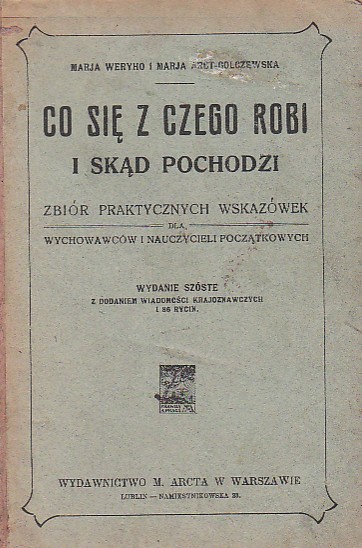 MARJA WERYHO I MARJA ARCT-GOLCZEWSKA
CO SIĘ Z CZEGO ROBI
I SKĄD POCHODZI
ZBIÓR PRAKTYCZNYCH WSKAZÓWEK
DLA
WYCHOWAWCÓW I NAUCZYCIELI POCZĄTKOWYCH
WYDANIE SZÓSTE
Z DODANIEM WIADOMOŚCI KRAJOZNAWCZYCH
I 86 RYCIN.
WYDAWNICTWO M. ARCTA W WARSZAWIE
LUBLIN — NAMIESTNIKOWSKA